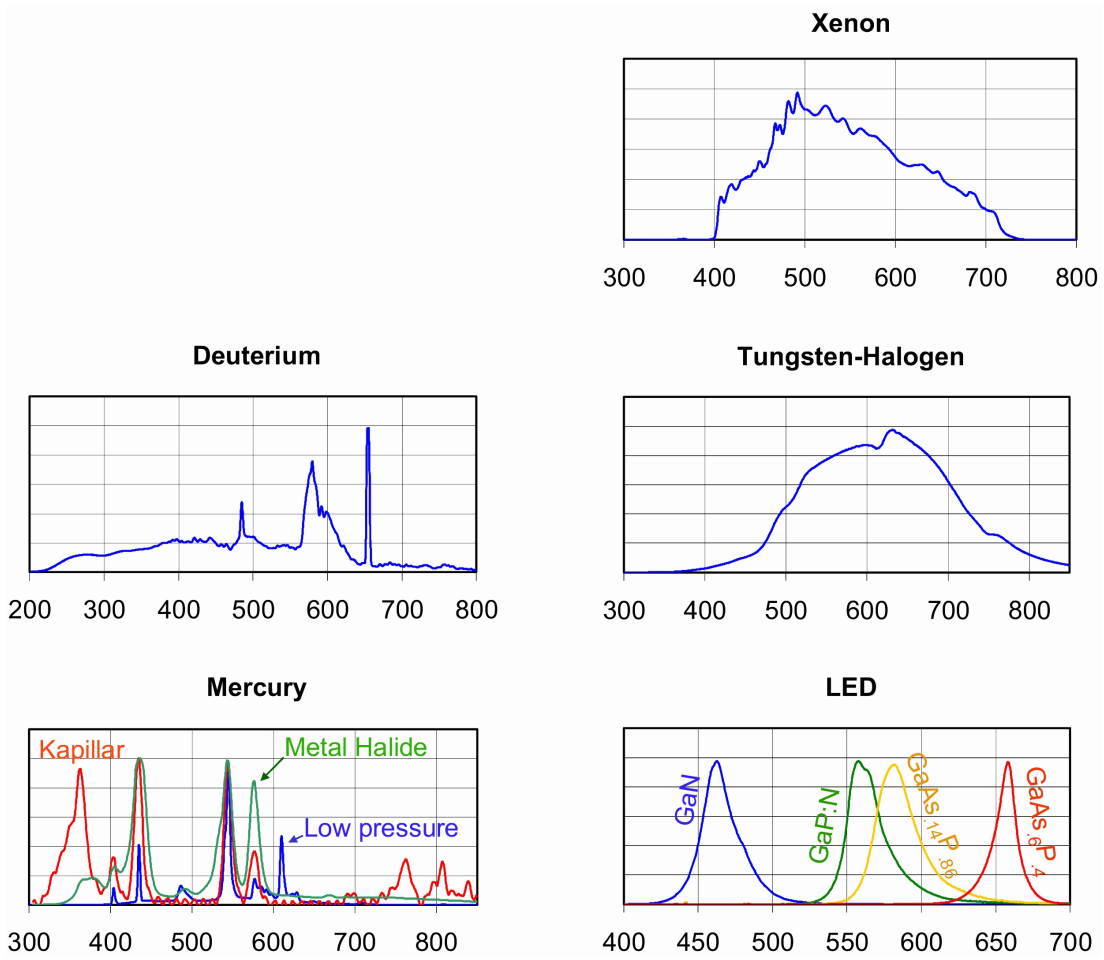 Xenon
300 400 500 600 700 800
Deuterium
200 300 400 500 600 700 800
Tungsten-Halogen
300 400 500 600 700 800
Mercury
Kapillar
Metal Halide
Low pressure
300 400 500 600 700 800
LED
GaN
GaP:N
GaAs.14P.86
GaAs.6P.4
400 450 500 550 600 650 700